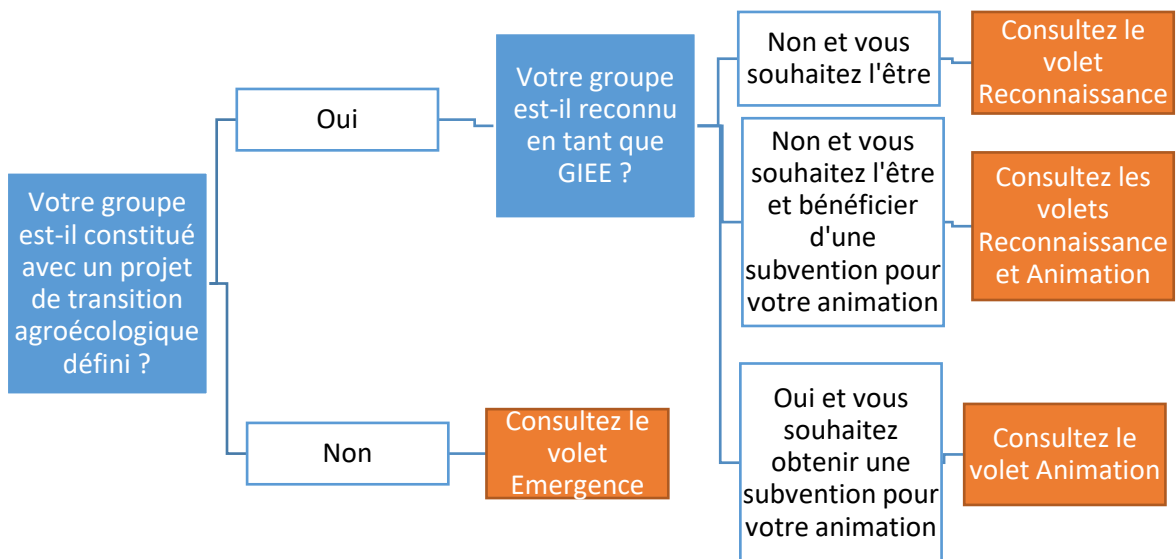 Votre groupe
est-il constitué
avec un projet
de transition
agroécologique
défini ?
Oui
Votre groupe
est-il reconnu
en tant que
GIEE ?
Non et vous
souhaitez l'être
Consultez le
volet
Reconnaissance
Non et vous
souhaitez l'être
et bénéficier
d'une
subvention pour
votre animation
Consultez les
volets
Reconnaissance
et Animation
Oui et vous
souhaitez
obtenir une
subvention pour
votre animation
Consultez le
volet Animation
Non
Consultez le
volet
Emergence